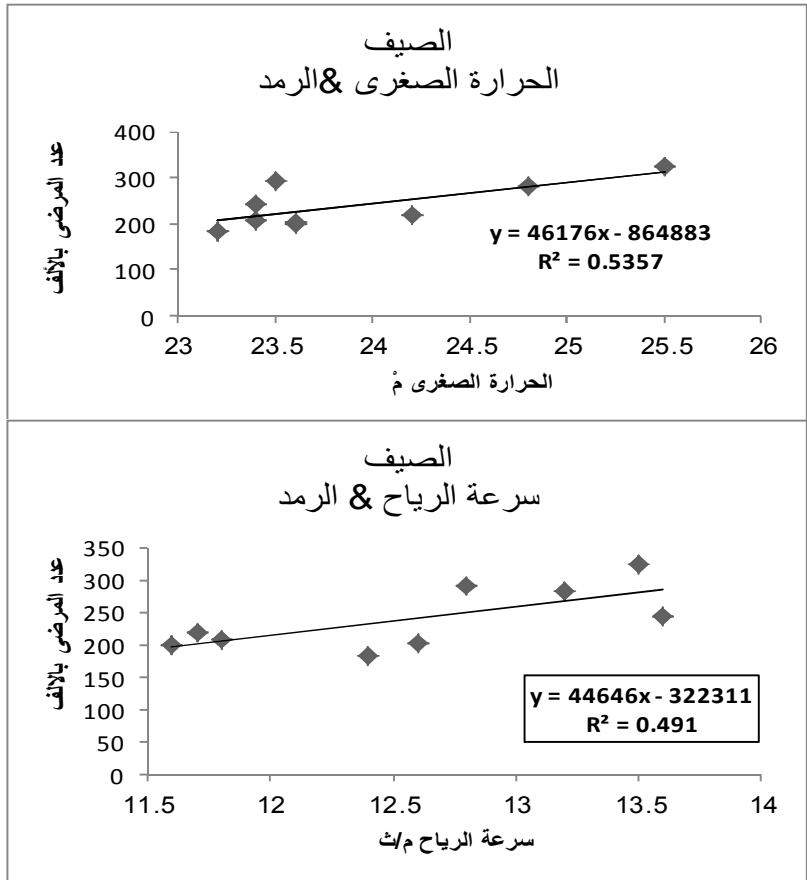 الصيف
الحرارة الصغرى &الرمد
عدد المرضى بالألف
400
300
200
100
0
y = 46176x - 864883
R² = 0.5357
23 23.5 24 24.5 25 25.5 26
الحرارة الصغرى مْ
الصيف
سرعة الرياح & الرمد
عدد المرضى بالالف
350
300
250
200
150
100
50
0
y = 44646x - 322311
R² = 0.491
11.5 12 12.5 13 13.5 14
سرعة الرياح م/ث